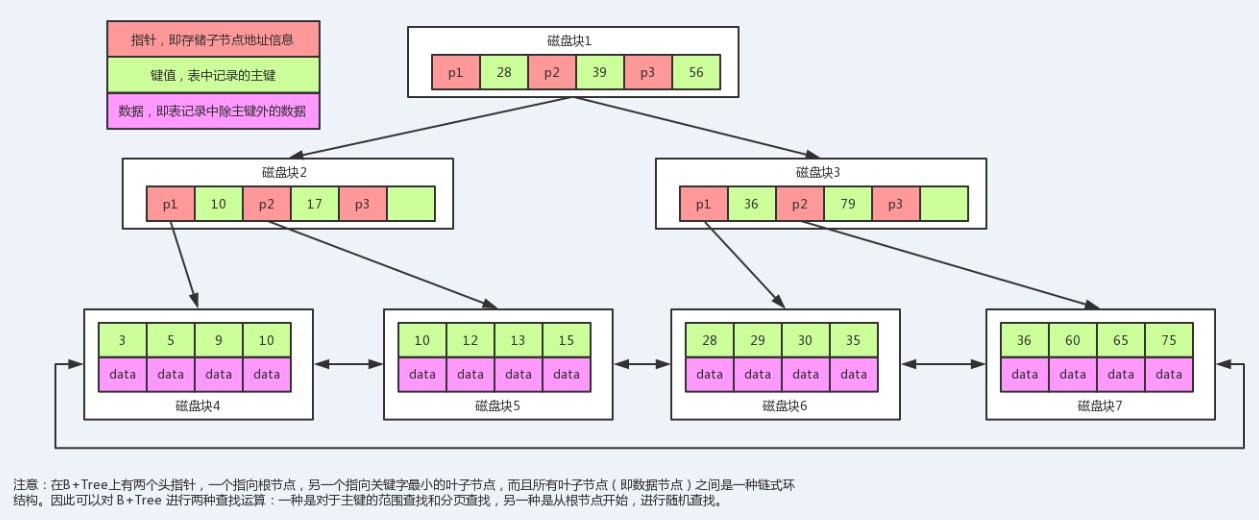 指针，即存储子节点地址信息
键值，表中记录的主键
数据，即表记录中除主键外的数据
磁盘块1
p1 28 p2 39 p3 56
磁盘块2
p1 10 p2 17 p3
磁盘块3
p1 36 p2 79 p3
3 5 9 10
data data data data
磁盘块4
10 12 13 15
data data data data
磁盘块5
28 29 30 35
data data data data
磁盘块6
36 60 65 75
data data data data
磁盘块7
注意：在B+Tree上有两个头指针，一个指向根节点，另一个指向关键字最小的叶子节点，而且所有叶子节点（即数据节点）之间是一种链式环
结构。因此可以对 B+Tree 进行两种查找运算：一种是对于主键的范围查找和分页查找，另一种是从根节点开始，进行随机查找。